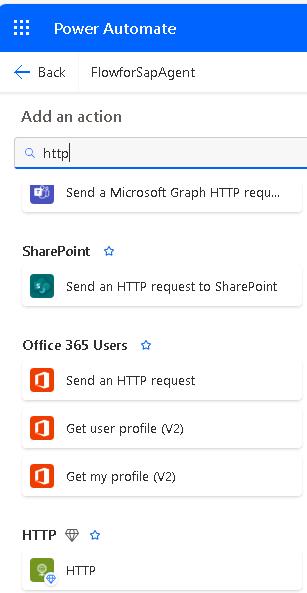 Power Automate
Back FlowforSapAgent
Add an action
http
Send a Microsoft Graph HTTP requ...
SharePoint
Send an HTTP request to SharePoint
Office 365 Users
Send an HTTP request
Get user profile (V2)
Get my profile (V2)
HTTP
HTTP